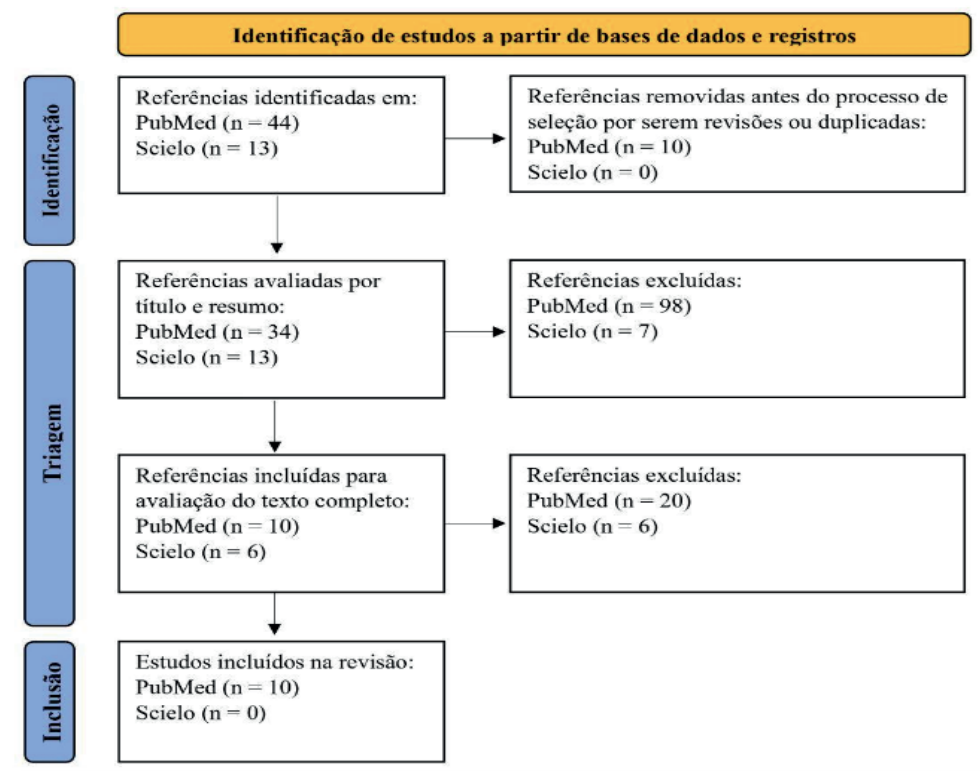 Identificação de estudos a partir de bases de dados e registros
Identificação
Referências identificadas em:
PubMed (n = 44)
Scielo (n = 13)
Referências removidas antes do processo de
seleção por serem revisões ou duplicadas:
PubMed (n = 10)
Scielo (n = 0)
Triagem
Referências avaliadas por
título e resumo:
PubMed (n = 34)
Scielo (n = 13)
Referências excluídas:
PubMed (n = 98)
Scielo (n = 7)
Referências incluídas para
avaliação do texto completo:
PubMed (n = 10)
Scielo (n = 6)
Referências excluídas:
PubMed (n = 20)
Scielo (n = 6)
Inclusão
Estudos incluídos na revisão:
PubMed (n = 10)
Scielo (n = 0)